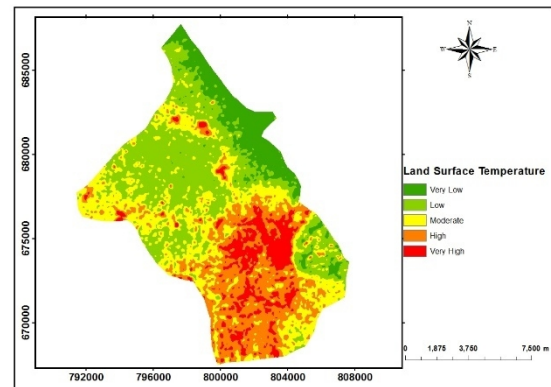 N
W
E
S
685000
680000
675000
670000
Land Surface Temperature
Very Low
Low
Moderate
High
Very High
0 1,875 3,750 7,500 m
792000 796000 800000 804000 808000